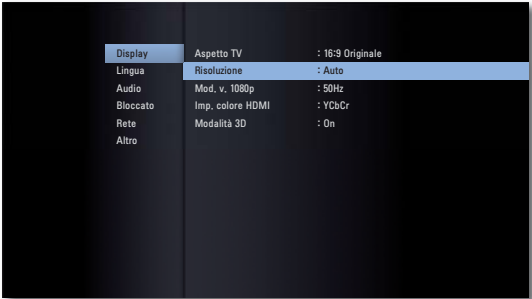 Display Aspetto TV : 16:9 Originale
Lingua Risoluzione : Auto
Audio Mod. v. 1080p : 50Hz
Bloccato Imp. colore HDMI : YCbCr
Rete Modalità 3D : On
Altro